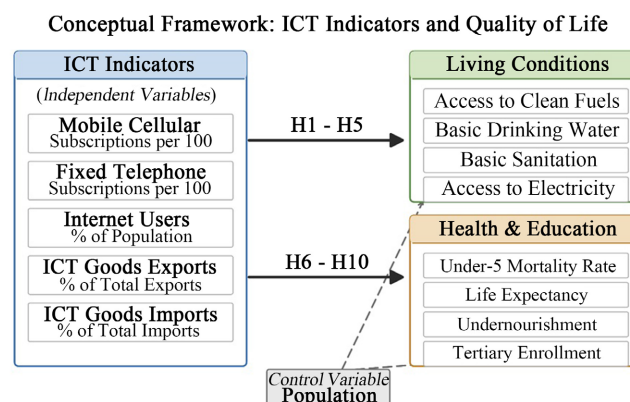 Conceptual Framework: ICT Indicators and Quality of Life
ICT Indicators
(Independent Variables)
Mobile Cellular
Subscriptions per 100
Fixed Telephone
Subscriptions per 100
Internet Users
% of Population
ICT Goods Exports
% of Total Exports
ICT Goods Imports
% of Total Imports
H1 - H5
H6 - H10
Living Conditions
Access to Clean Fuels
Basic Drinking Water
Basic Sanitation
Access to Electricity
Health & Education
Under-5 Mortality Rate
Life Expectancy
Undernourishment
Tertiary Enrollment
Control Variable
Population